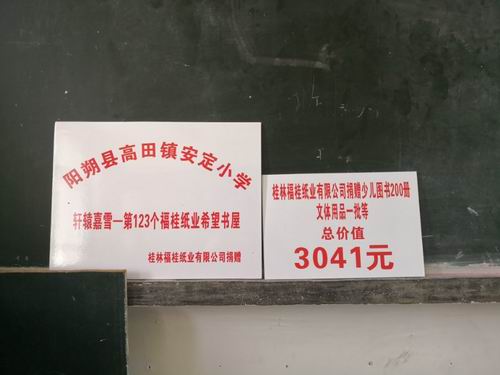 阳朔县高田镇安定小学
轩辕嘉雪—第123个福桂纸业希望书屋
桂林福桂纸业有限公司捐赠
桂林福桂纸业有限公司捐赠少儿图书200册
文体用品一批等
总价值
3041元